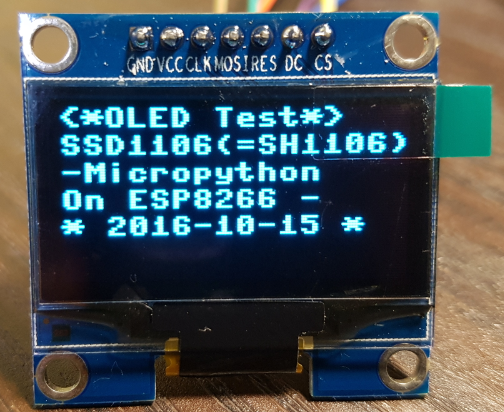 GND VCC CLK MOSI RES DC CS
<*OLED Test*>
SSD1106(=SH1106)
-Micropython
On ESP8266 -
* 2016-10-15 *